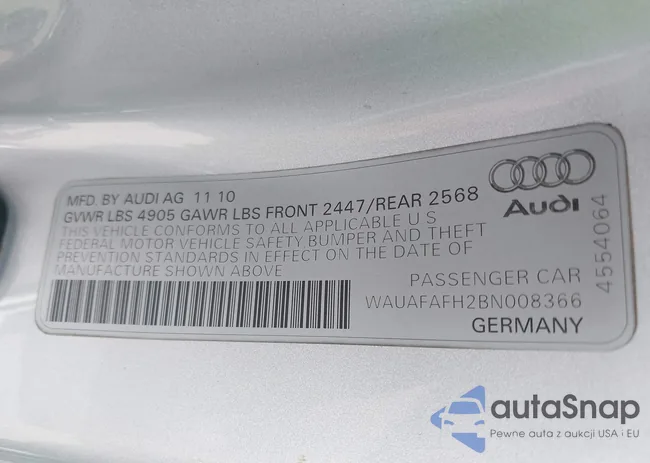 MFD. BY AUDI AG 11 10
GVWR LBS 4905 GAWR LBS FRONT 2447/REAR 2568
THIS VEHICLE CONFORMS TO ALL APPLICABLE U S
FEDERAL MOTOR VEHICLE SAFETY, BUMPER AND THEFT
PREVENTION STANDARDS IN EFFECT ON THE DATE OF
MANUFACTURE SHOWN ABOVE
Audi
4554064
PASSENGER CAR
WAUAFAFH2BN008366
GERMANY
autaSnap
Pewne auta z aukcji USA i EU